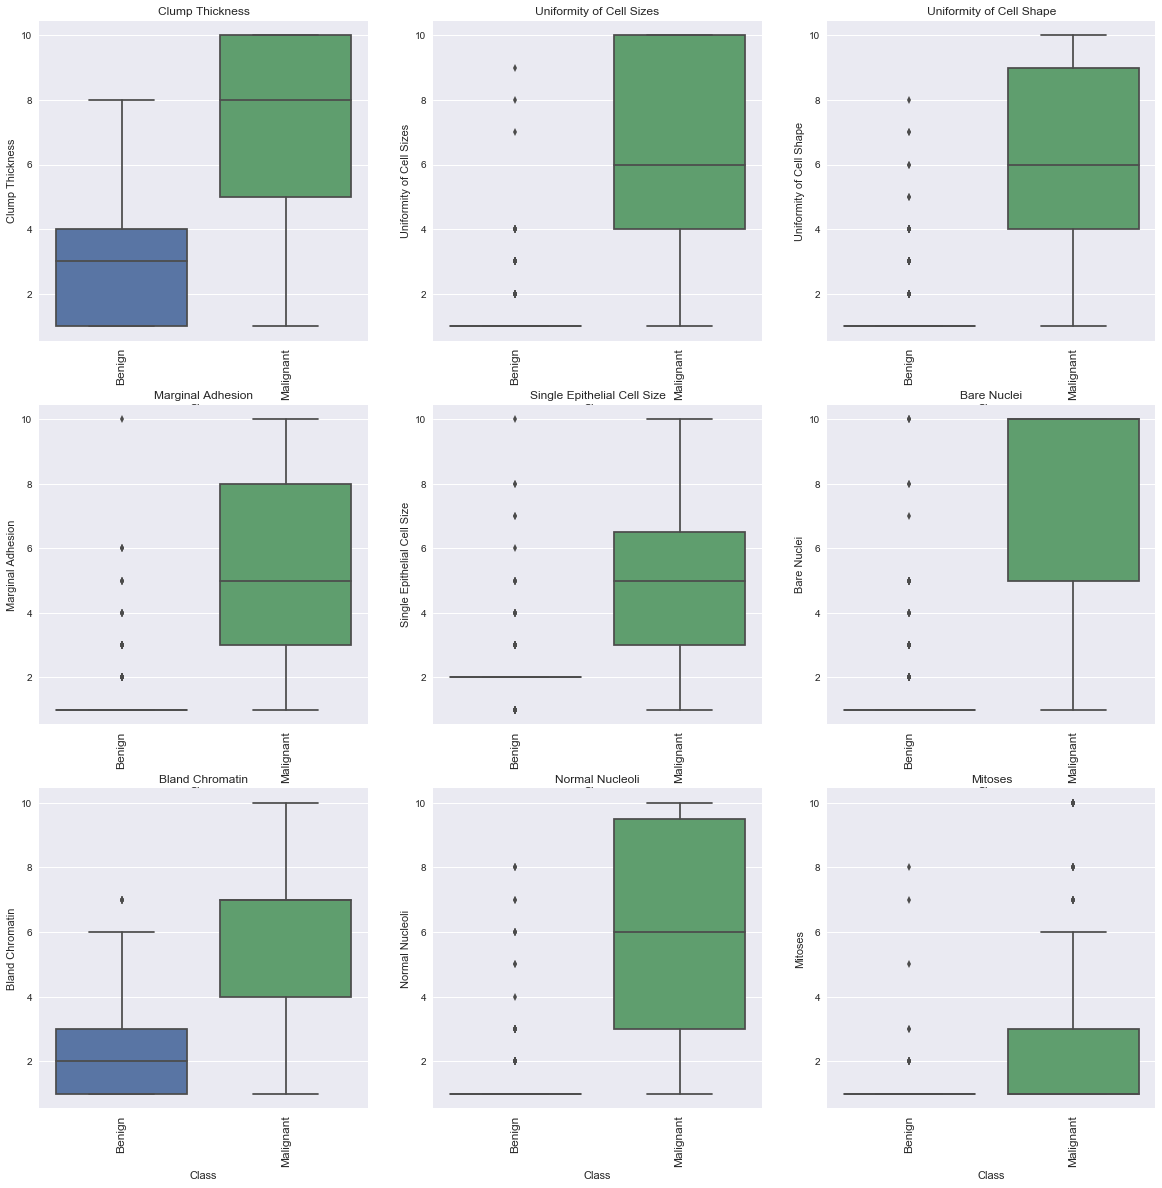 Clump Thickness
Clump Thickness
10
8
6
4
2
Benign
Malignant
Uniformity of Cell Sizes
Uniformity of Cell Sizes
10
8
6
4
2
Benign
Malignant
Uniformity of Cell Shape
Uniformity of Cell Shape
10
8
6
4
2
Benign
Malignant
Marginal Adhesion
Marginal Adhesion
10
8
6
4
2
Benign
Malignant
Single Epithelial Cell Size
Single Epithelial Cell Size
10
8
6
4
2
Benign
Malignant
Bare Nuclei
Bare Nuclei
10
8
6
4
2
Benign
Malignant
Bland Chromatin
Bland Chromatin
10
8
6
4
2
Benign
Malignant
Class
Normal Nucleoli
Normal Nucleoli
10
8
6
4
2
Benign
Malignant
Class
Mitoses
Mitoses
10
8
6
4
2
Benign
Malignant
Class